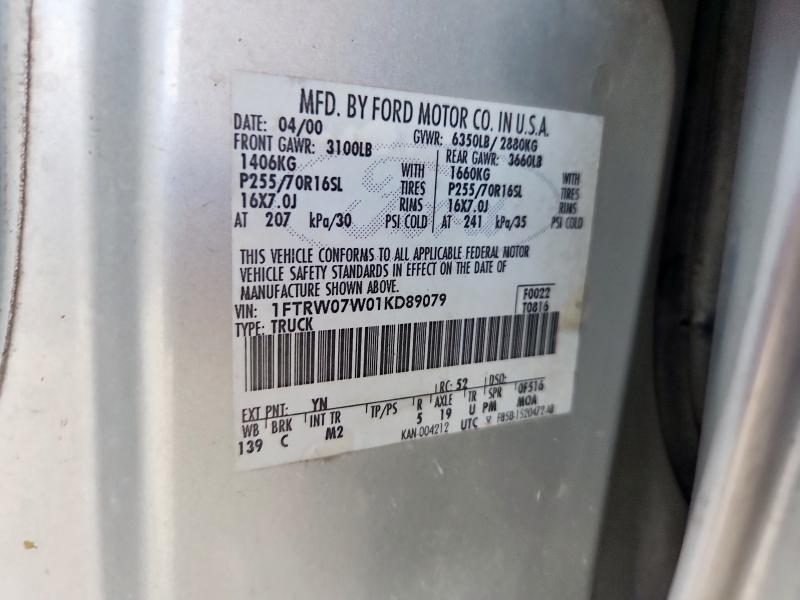 MFD. BY FORD MOTOR CO. IN U.S.A.
DATE: 04/00 GVWR: 6350LB/ 2880KG
FRONT GAWR: 3100LB REAR GAWR: 3660LB
1406KG WITH 1660KG WITH
P255/70R16SL TIRES P255/70R16SL TIRES
16X7.0J RIMS 16X7.0J RIMS
AT 207 kPa/30 PSI COLD AT 241 kPa/35 PSI COLD
THIS VEHICLE CONFORMS TO ALL APPLICABLE FEDERAL MOTOR
VEHICLE SAFETY STANDARDS IN EFFECT ON THE DATE OF
MANUFACTURE SHOWN ABOVE.
VIN: 1FTRW07W01KD89079 F0022
TYPE: TRUCK T0816
EXT PNT: YN RC: 52 DSO: 0F516
WB BRK INT TR TP/PS R AXLE TR SPR
139 C M2 5 19 U PM MOA
KAN-004212 UTC F85B-1520472-AB